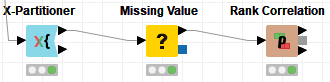 X-Partitioner Missing Value Rank Correlation
X{ ? ρ